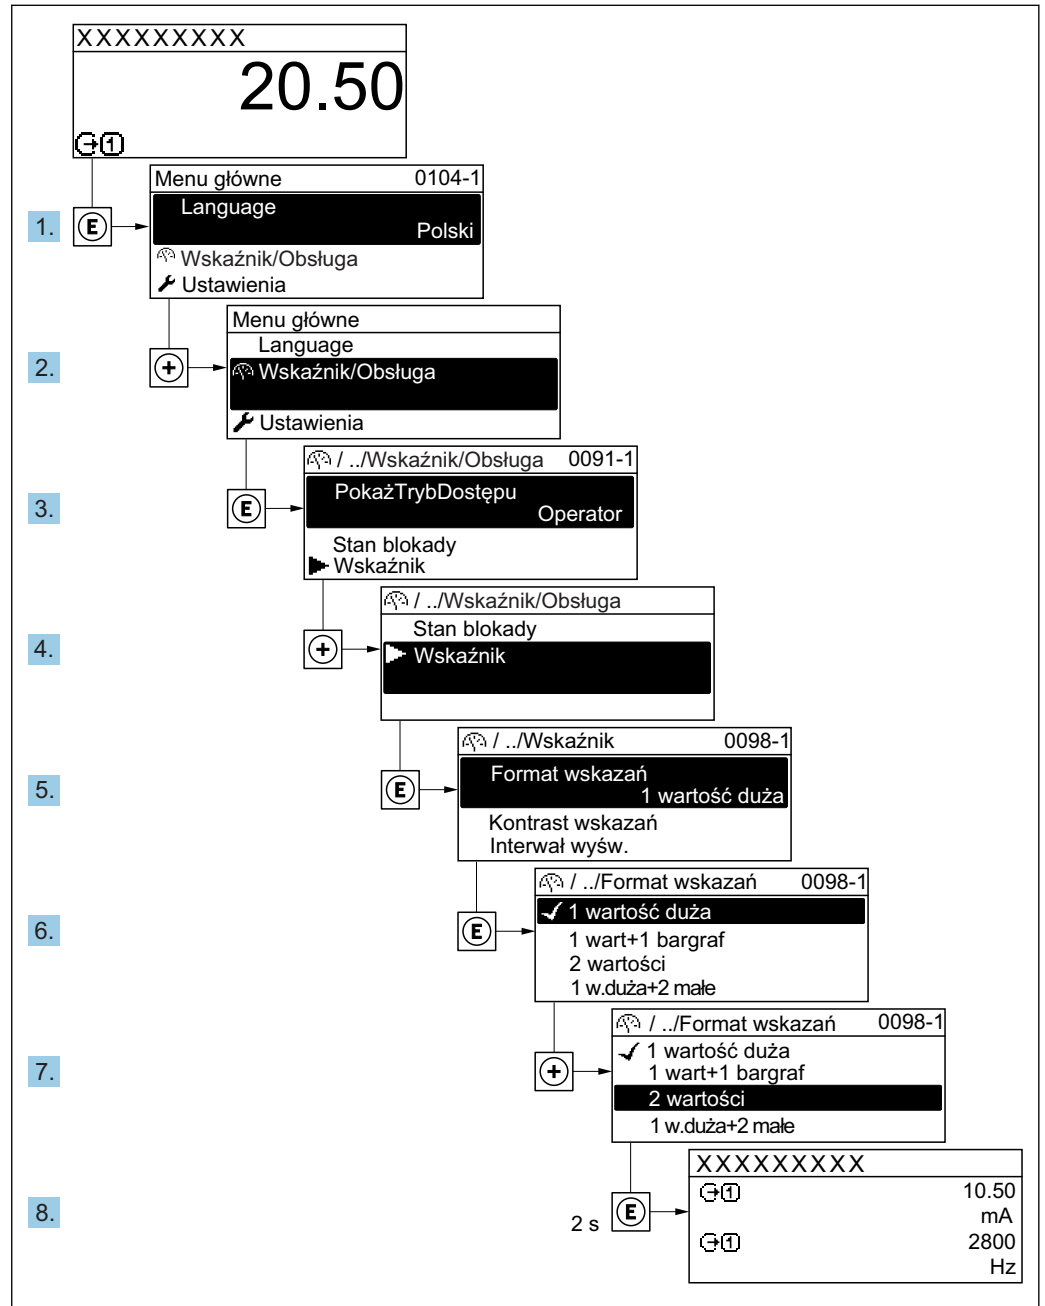 XXXXXXXXX
20.50
1
Menu główne 0104-1
Language
Polski
Wskaźnik/Obsługa
Ustawienia
1. E
Menu główne
Language
Wskaźnik/Obsługa
Ustawienia
2. +
/ ../Wskaźnik/Obsługa 0091-1
PokażTrybDostępu
Operator
Stan blokady
Wskaźnik
3. E
/ ../Wskaźnik/Obsługa
Stan blokady
Wskaźnik
4. +
/ ../Wskaźnik 0098-1
Format wskazań
1 wartość duża
Kontrast wskazań
Interwał wyśw.
5. E
/ ../Format wskazań 0098-1
1 wartość duża
1 wart+1 bargraf
2 wartości
1 w.duża+2 małe
6. E
/ ../Format wskazań 0098-1
1 wartość duża
1 wart+1 bargraf
2 wartości
1 w.duża+2 małe
7. +
XXXXXXXXX
1 10.50
mA
1 2800
Hz
8. 2 s E